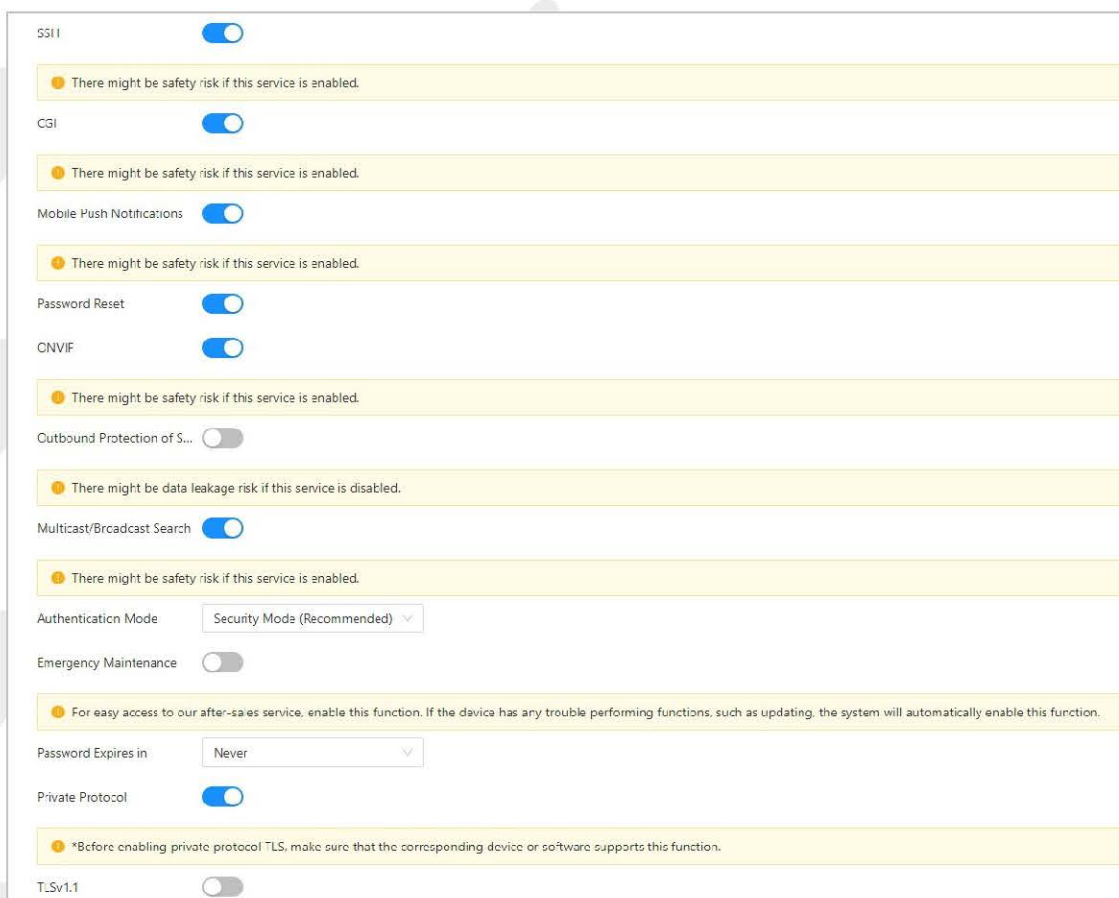 SSH
There might be safety risk if this service is enabled.
CGI
There might be safety risk if this service is enabled.
Mobile Push Notifications
There might be safety risk if this service is enabled.
Password Reset
ONVIF
There might be safety risk if this service is enabled.
Outbound Protection of S...
There might be data leakage risk if this service is disabled.
Multicast/Broadcast Search
There might be safety risk if this service is enabled.
Authentication Mode Security Mode (Recommended)
Emergency Maintenance
For easy access to our after-sales service, enable this function. If the device has any trouble performing functions, such as updating, the system will automatically enable this function.
Password Expires in Never
Private Protocol
*Before enabling private protocol TLS, make sure that the corresponding device or software supports this function.
TLSv1.1